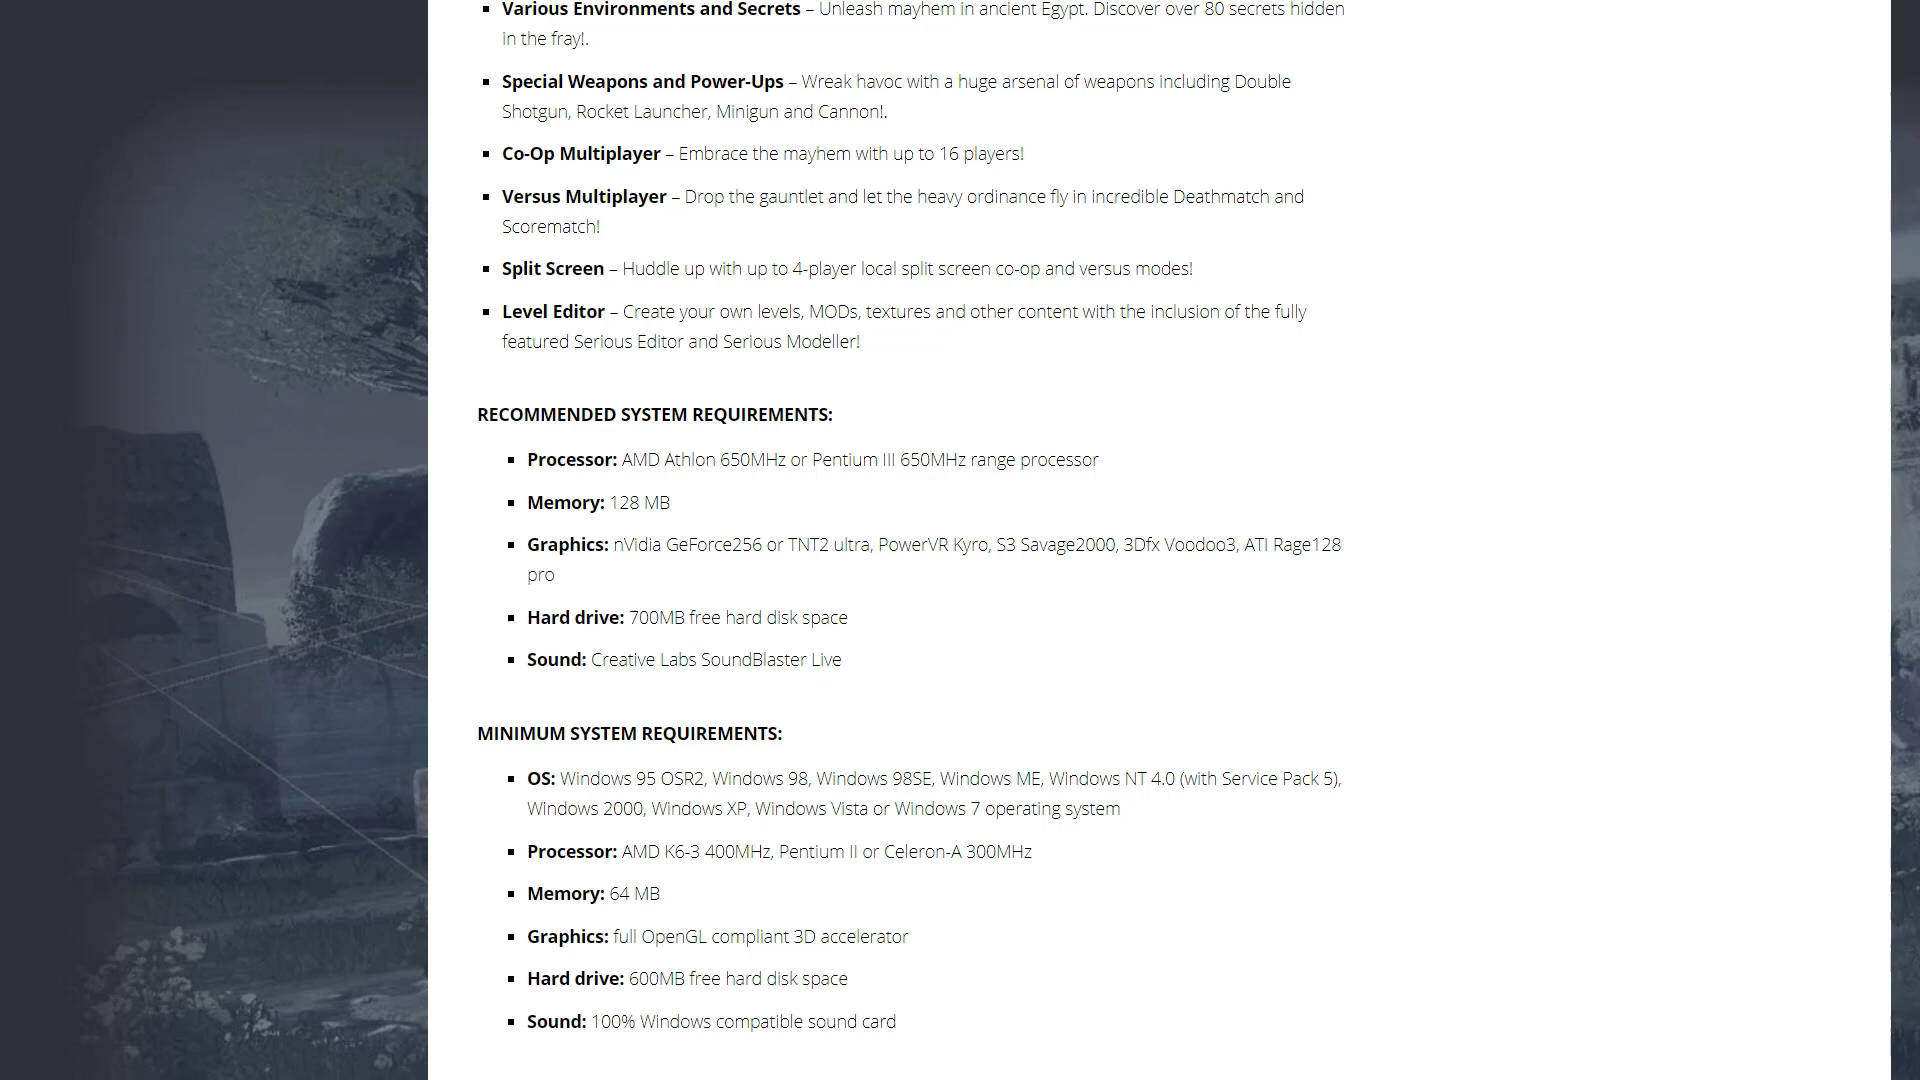 ▪ Various Environments and Secrets – Unleash mayhem in ancient Egypt. Discover over 80 secrets hidden
in the fray!.
▪ Special Weapons and Power-Ups – Wreak havoc with a huge arsenal of weapons including Double
Shotgun, Rocket Launcher, Minigun and Cannon!.
▪ Co-Op Multiplayer – Embrace the mayhem with up to 16 players!
▪ Versus Multiplayer – Drop the gauntlet and let the heavy ordinance fly in incredible Deathmatch and
Scorematch!
▪ Split Screen – Huddle up with up to 4-player local split screen co-op and versus modes!
▪ Level Editor – Create your own levels, MODs, textures and other content with the inclusion of the fully
featured Serious Editor and Serious Modeller!
RECOMMENDED SYSTEM REQUIREMENTS:
▪ Processor: AMD Athlon 650MHz or Pentium III 650MHz range processor
▪ Memory: 128 MB
▪ Graphics: nVidia GeForce256 or TNT2 ultra, PowerVR Kyro, S3 Savage2000, 3Dfx Voodoo3, ATI Rage128
pro
▪ Hard drive: 700MB free hard disk space
▪ Sound: Creative Labs SoundBlaster Live
MINIMUM SYSTEM REQUIREMENTS:
▪ OS: Windows 95 OSR2, Windows 98, Windows 98SE, Windows ME, Windows NT 4.0 (with Service Pack 5),
Windows 2000, Windows XP, Windows Vista or Windows 7 operating system
▪ Processor: AMD K6-3 400MHz, Pentium II or Celeron-A 300MHz
▪ Memory: 64 MB
▪ Graphics: full OpenGL compliant 3D accelerator
▪ Hard drive: 600MB free hard disk space
▪ Sound: 100% Windows compatible sound card